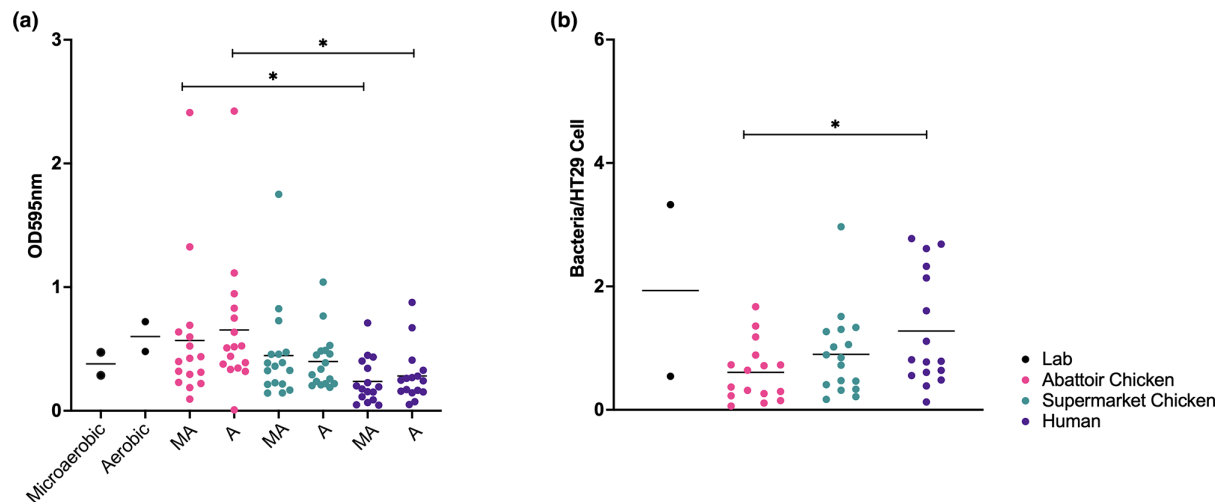 (a)
3
2
1
0
OD595nm
*
*
Microaerobic
Aerobic
MA
A
MA
A
MA
A
(b)
6
4
2
0
Bacteria/HT29 Cell
*
Lab
Abattoir Chicken
Supermarket Chicken
Human